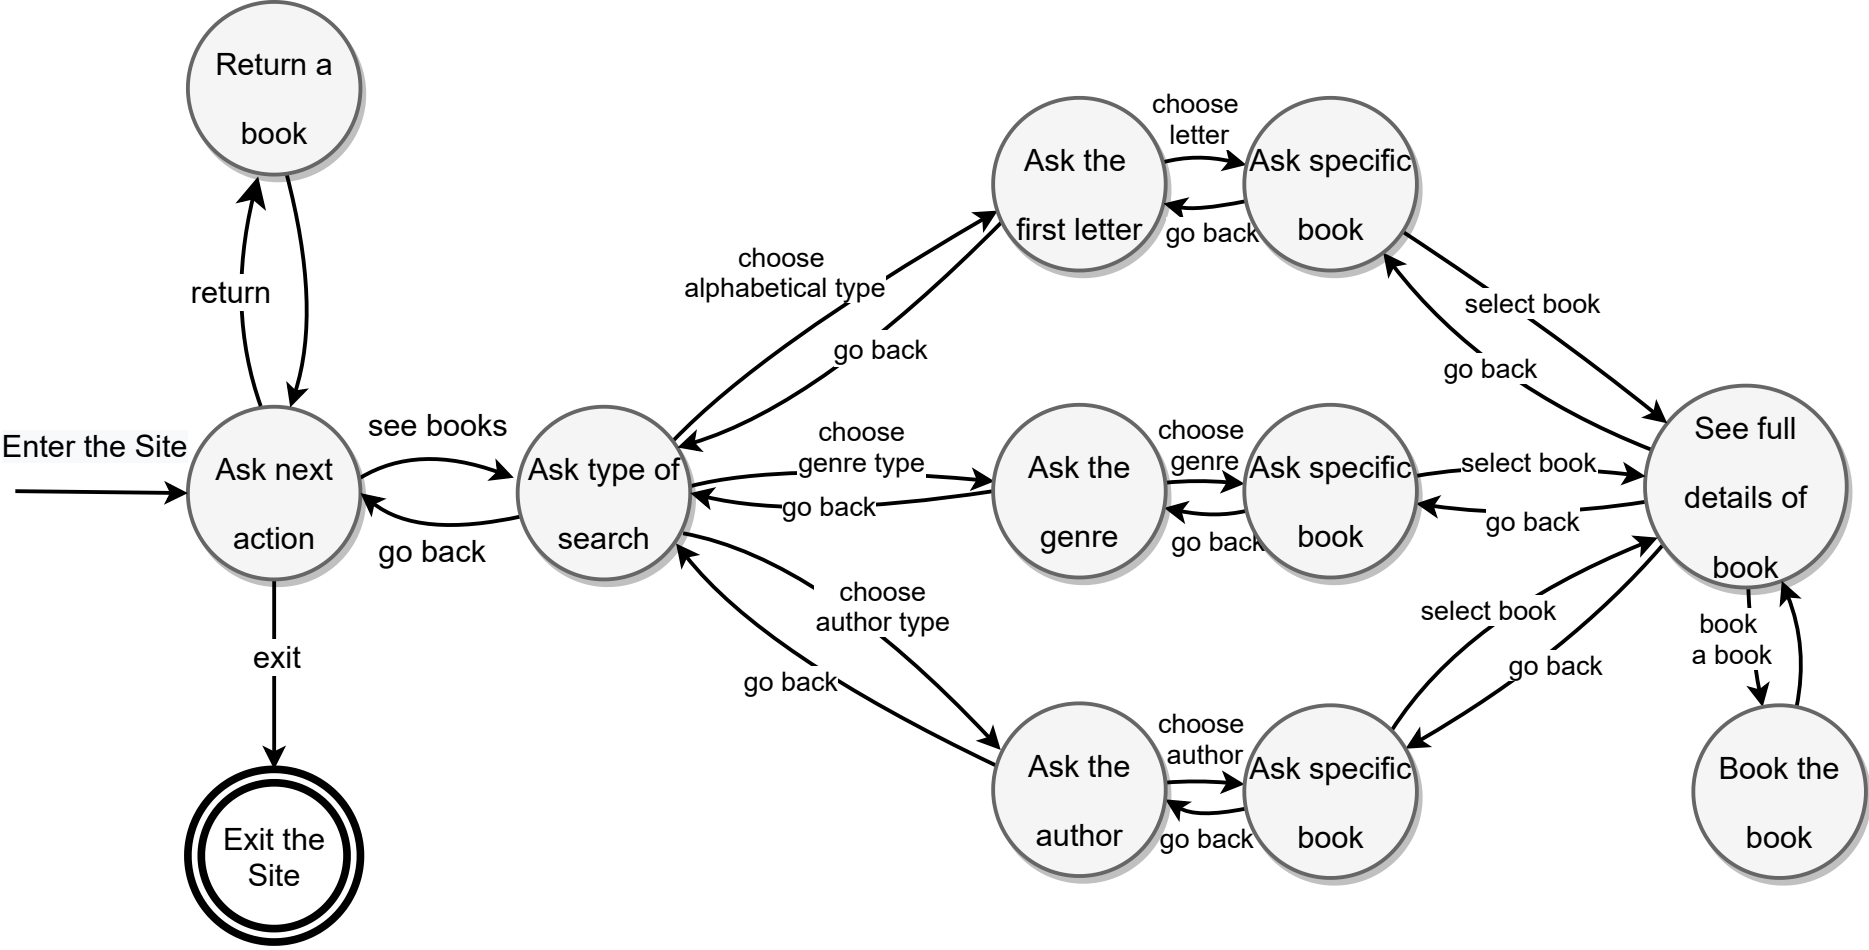 Return a
book
return
Enter the Site
Ask next
action
see books
go back
exit
Exit the
Site
Ask type of
search
choose
alphabetical type
go back
choose
genre type
go back
choose
author type
go back
Ask the
first letter
choose
letter
go back
Ask specific
book
select book
go back
Ask the
genre
choose
genre
go back
Ask specific
book
select book
go back
Ask the
author
choose
author
go back
Ask specific
book
select book
go back
See full
details of
book
book
a book
Book the
book